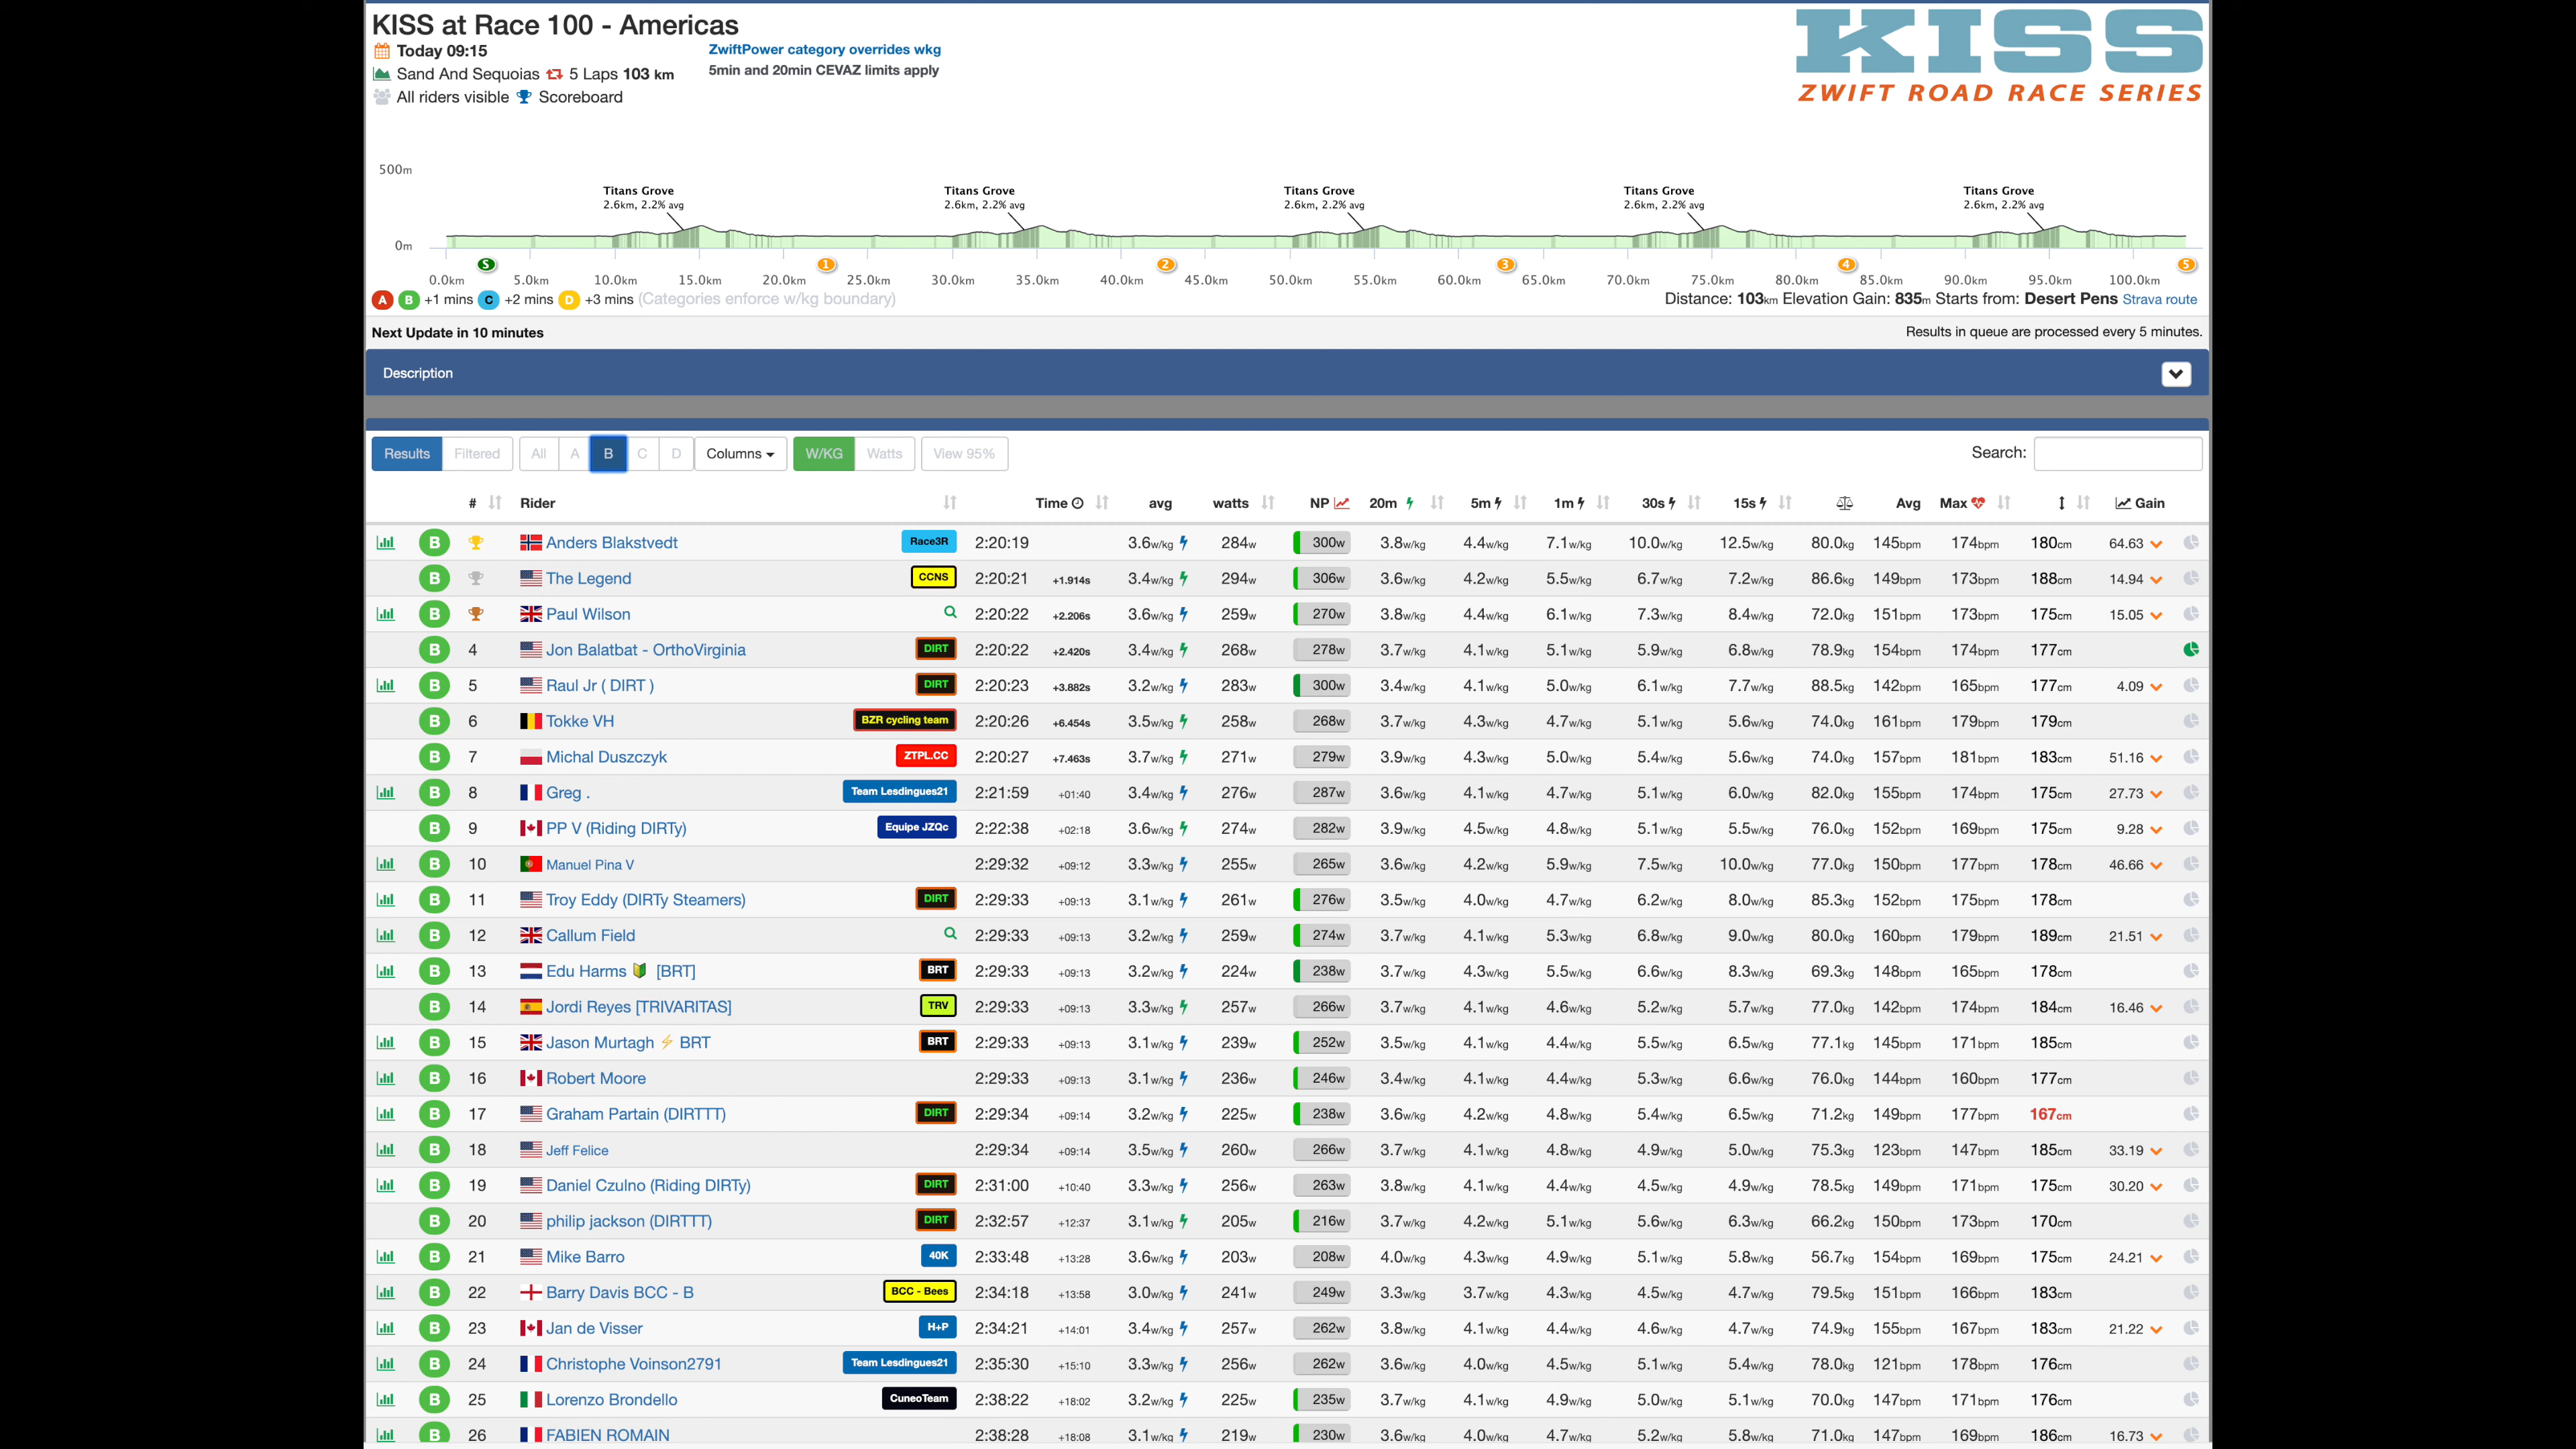 KISS at Race 100 - Americas
Today 09:15
ZwiftPower category overrides wkg
Sand And Sequoias 5 Laps 103 km
5min and 20min CEVAZ limits apply
All riders visible Scoreboard
KISS
ZWIFT ROAD RACE SERIES
500m
Titans Grove Titans Grove Titans Grove Titans Grove Titans Grove
2.6km, 2.2% avg 2.6km, 2.2% avg 2.6km, 2.2% avg 2.6km, 2.2% avg 2.6km, 2.2% avg
0m
S 1 2 3 4 5
0.0km 5.0km 10.0km 15.0km 20.0km 25.0km 30.0km 35.0km 40.0km 45.0km 50.0km 55.0km 60.0km 65.0km 70.0km 75.0km 80.0km 85.0km 90.0km 95.0km 100.0km
A B +1 mins C +2 mins D +3 mins (Categories enforce w/kg boundary) Distance: 103km Elevation Gain: 835m Starts from: Desert Pens Strava route
Next Update in 10 minutes Results in queue are processed every 5 minutes.
Description
Results Filtered All A B C D Columns W/KG Watts View 95% Search:
# Rider Time avg watts NP 20m 5m 1m 30s 15s Avg Max Gain
B Anders Blakstvedt Race3R 2:20:19 3.6w/kg 284w 300w 3.8w/kg 4.4w/kg 7.1w/kg 10.0w/kg 12.5w/kg 80.0kg 145bpm 174bpm 180cm 64.63
B The Legend CCNS 2:20:21 +1.914s 3.4w/kg 294w 306w 3.6w/kg 4.2w/kg 5.5w/kg 6.7w/kg 7.2w/kg 86.6kg 149bpm 173bpm 188cm 14.94
B Paul Wilson 2:20:22 +2.206s 3.6w/kg 259w 270w 3.8w/kg 4.4w/kg 6.1w/kg 7.3w/kg 8.4w/kg 72.0kg 151bpm 173bpm 175cm 15.05
B 4 Jon Balatbat - OrthoVirginia DIRT 2:20:22 +2.420s 3.4w/kg 268w 278w 3.7w/kg 4.1w/kg 5.1w/kg 5.9w/kg 6.8w/kg 78.9kg 154bpm 174bpm 177cm
B 5 Raul Jr ( DIRT ) DIRT 2:20:23 +3.882s 3.2w/kg 283w 300w 3.4w/kg 4.1w/kg 5.0w/kg 6.1w/kg 7.7w/kg 88.5kg 142bpm 165bpm 177cm 4.09
B 6 Tokke VH BZR cycling team 2:20:26 +6.454s 3.5w/kg 258w 268w 3.7w/kg 4.3w/kg 4.7w/kg 5.1w/kg 5.6w/kg 74.0kg 161bpm 179bpm 179cm
B 7 Michal Duszczyk ZTPL.CC 2:20:27 +7.463s 3.7w/kg 271w 279w 3.9w/kg 4.3w/kg 5.0w/kg 5.4w/kg 5.6w/kg 74.0kg 157bpm 181bpm 183cm 51.16
B 8 Greg . Team Lesdingues21 2:21:59 +01:40 3.4w/kg 276w 287w 3.6w/kg 4.1w/kg 4.7w/kg 5.1w/kg 6.0w/kg 82.0kg 155bpm 174bpm 175cm 27.73
B 9 PP V (Riding DIRTy) Equipe JZQc 2:22:38 +02:18 3.6w/kg 274w 282w 3.9w/kg 4.5w/kg 4.8w/kg 5.1w/kg 5.5w/kg 76.0kg 152bpm 169bpm 175cm 9.28
B 10 Manuel Pina V 2:29:32 +09:12 3.3w/kg 255w 265w 3.6w/kg 4.2w/kg 5.9w/kg 7.5w/kg 10.0w/kg 77.0kg 150bpm 177bpm 178cm 46.66
B 11 Troy Eddy (DIRTy Steamers) DIRT 2:29:33 +09:13 3.1w/kg 261w 276w 3.5w/kg 4.0w/kg 4.7w/kg 6.2w/kg 8.0w/kg 85.3kg 152bpm 175bpm 178cm
B 12 Callum Field 2:29:33 +09:13 3.2w/kg 259w 274w 3.7w/kg 4.1w/kg 5.3w/kg 6.8w/kg 9.0w/kg 80.0kg 160bpm 179bpm 189cm 21.51
B 13 Edu Harms [BRT] BRT 2:29:33 +09:13 3.2w/kg 224w 238w 3.7w/kg 4.3w/kg 5.5w/kg 6.6w/kg 8.3w/kg 69.3kg 148bpm 165bpm 178cm
B 14 Jordi Reyes [TRIVARITAS] TRV 2:29:33 +09:13 3.3w/kg 257w 266w 3.7w/kg 4.1w/kg 4.6w/kg 5.2w/kg 5.7w/kg 77.0kg 142bpm 174bpm 184cm 16.46
B 15 Jason Murtagh ⚡ BRT BRT 2:29:33 +09:13 3.1w/kg 239w 252w 3.5w/kg 4.1w/kg 4.4w/kg 5.5w/kg 6.5w/kg 77.1kg 145bpm 171bpm 185cm
B 16 Robert Moore 2:29:33 +09:13 3.1w/kg 236w 246w 3.4w/kg 4.1w/kg 4.4w/kg 5.3w/kg 6.6w/kg 76.0kg 144bpm 160bpm 177cm
B 17 Graham Partain (DIRTTT) DIRT 2:29:34 +09:14 3.2w/kg 225w 238w 3.6w/kg 4.2w/kg 4.8w/kg 5.4w/kg 6.5w/kg 71.2kg 149bpm 177bpm 167cm
B 18 Jeff Felice 2:29:34 +09:14 3.5w/kg 260w 266w 3.7w/kg 4.1w/kg 4.8w/kg 4.9w/kg 5.0w/kg 75.3kg 123bpm 147bpm 185cm 33.19
B 19 Daniel Czulno (Riding DIRTy) DIRT 2:31:00 +10:40 3.3w/kg 256w 263w 3.8w/kg 4.1w/kg 4.4w/kg 4.5w/kg 4.9w/kg 78.5kg 149bpm 171bpm 175cm 30.20
B 20 philip jackson (DIRTTT) DIRT 2:32:57 +12:37 3.1w/kg 205w 216w 3.7w/kg 4.2w/kg 5.1w/kg 5.6w/kg 6.3w/kg 66.2kg 150bpm 173bpm 170cm
B 21 Mike Barro 40K 2:33:48 +13:28 3.6w/kg 203w 208w 4.0w/kg 4.3w/kg 4.9w/kg 5.1w/kg 5.8w/kg 56.7kg 154bpm 169bpm 175cm 24.21
B 22 Barry Davis BCC - B BCC - Bees 2:34:18 +13:58 3.0w/kg 241w 249w 3.3w/kg 3.7w/kg 4.3w/kg 4.5w/kg 4.7w/kg 79.5kg 151bpm 166bpm 183cm
B 23 Jan de Visser H+P 2:34:21 +14:01 3.4w/kg 257w 262w 3.8w/kg 4.1w/kg 4.4w/kg 4.6w/kg 4.7w/kg 74.9kg 155bpm 167bpm 183cm 21.22
B 24 Christophe Voinson2791 Team Lesdingues21 2:35:30 +15:10 3.3w/kg 256w 262w 3.6w/kg 4.0w/kg 4.5w/kg 5.1w/kg 5.4w/kg 78.0kg 121bpm 178bpm 176cm
B 25 Lorenzo Brondello CuneoTeam 2:38:22 +18:02 3.2w/kg 225w 235w 3.7w/kg 4.1w/kg 4.9w/kg 5.0w/kg 5.1w/kg 70.0kg 147bpm 171bpm 176cm
B 26 FABIEN ROMAIN 2:38:28 +18:08 3.1w/kg 219w 230w 3.6w/kg 4.0w/kg 4.7w/kg 5.2w/kg 5.8w/kg 71.0kg 147bpm 169bpm 186cm 16.73